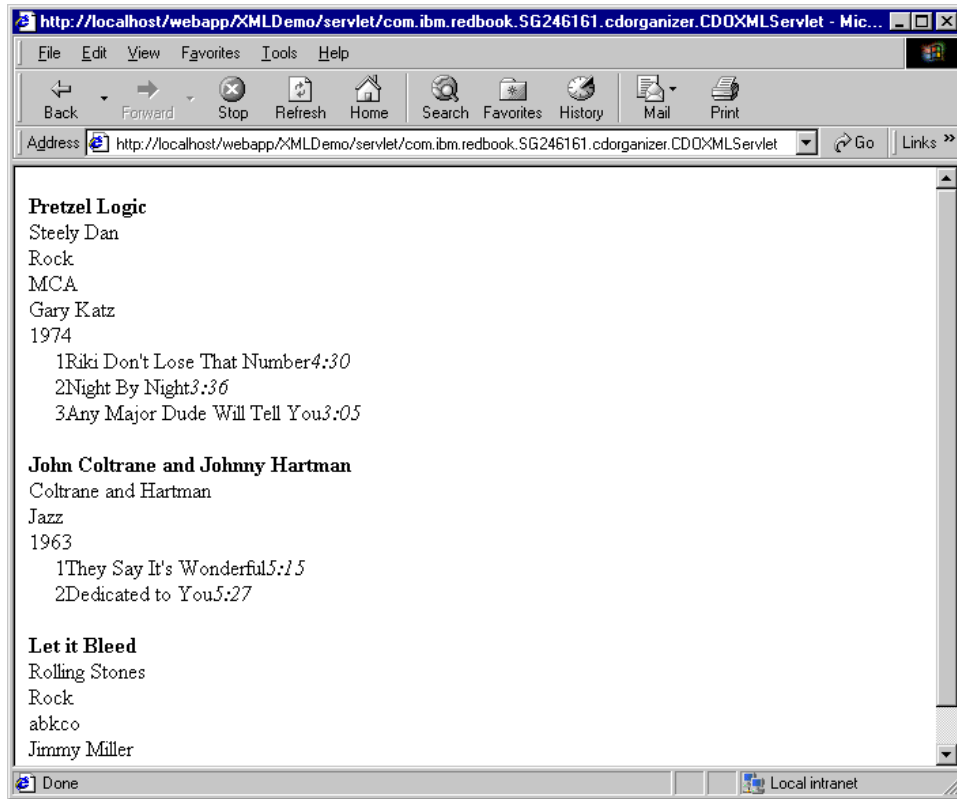 http://localhost/webapp/XMLDemo/servlet/com.ibm.redbook.SG246161.cdorganizer.CDOXMLServlet - Mic...
File Edit View Favorites Tools Help
Back Forward Stop Refresh Home Search Favorites History Mail Print
Address http://localhost/webapp/XMLDemo/servlet/com.ibm.redbook.SG246161.cdorganizer.CDOXMLServlet Go Links »
Pretzel Logic
Steely Dan
Rock
MCA
Gary Katz
1974
1Riki Don't Lose That Number4:30
2Night By Night3:36
3Any Major Dude Will Tell You3:05
John Coltrane and Johnny Hartman
Coltrane and Hartman
Jazz
1963
1They Say It's Wonderful5:15
2Dedicated to You5:27
Let it Bleed
Rolling Stones
Rock
abkco
Jimmy Miller
Done Local intranet